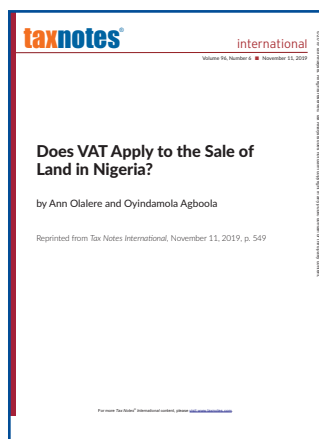 taxnotes®
international
Volume 96, Number 6 ■ November 11, 2019
Does VAT Apply to the Sale of
Land in Nigeria?
by Ann Olalere and Oyindamola Agboola
Reprinted from Tax Notes International, November 11, 2019, p. 549
For more Tax Notes® International content, please visit www.taxnotes.com.